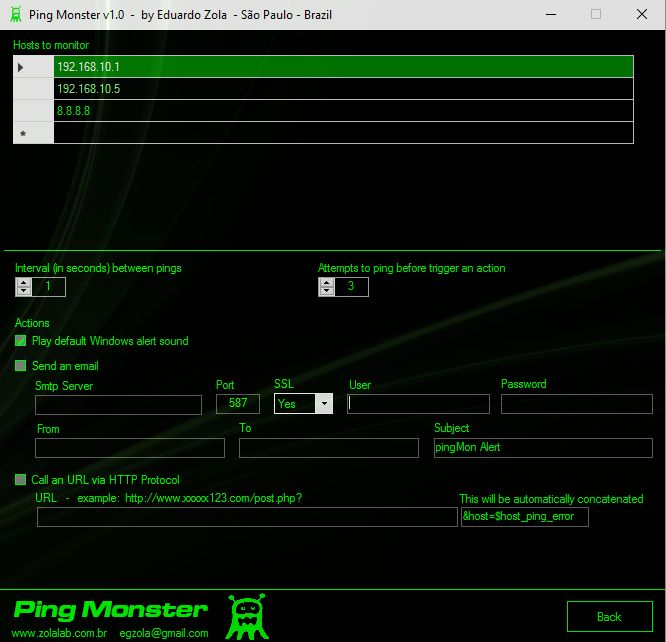 Ping Monster v1.0 - by Eduardo Zola - São Paulo - Brazil
Hosts to monitor
192.168.10.1
192.168.10.5
8.8.8.8
Interval (in seconds) between pings
Attempts to ping before trigger an action
1
3
Actions
Play default Windows alert sound
Send an email
Smtp Server
Port
SSL
User
Password
587
Yes
From
To
Subject
pingMon Alert
Call an URL via HTTP Protocol
URL - example: http://www.xxxxx123.com/post.php?
This will be automatically concatenated
&host=$host_ping_error
Ping Monster
www.zolalab.com.br egzola@gmail.com
Back